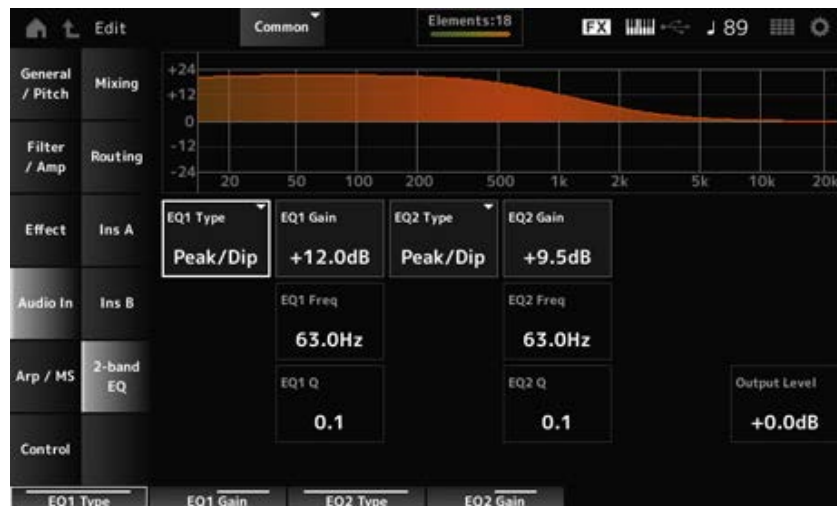 Edit
Common
Elements:18
FX
♩ 89
General / Pitch
Mixing
Filter / Amp
Routing
Effect
Ins A
Audio In
Ins B
Arp / MS
2-band EQ
Control
+24
+12
0
-12
-24
20 50 100 200 500 1k 2k 5k 10k 20k
EQ1 Type
Peak/Dip
EQ1 Gain
+12.0dB
EQ2 Type
Peak/Dip
EQ2 Gain
+9.5dB
EQ1 Freq
63.0Hz
EQ2 Freq
63.0Hz
EQ1 Q
0.1
EQ2 Q
0.1
Output Level
+0.0dB
EQ1 Type
EQ1 Gain
EQ2 Type
EQ2 Gain